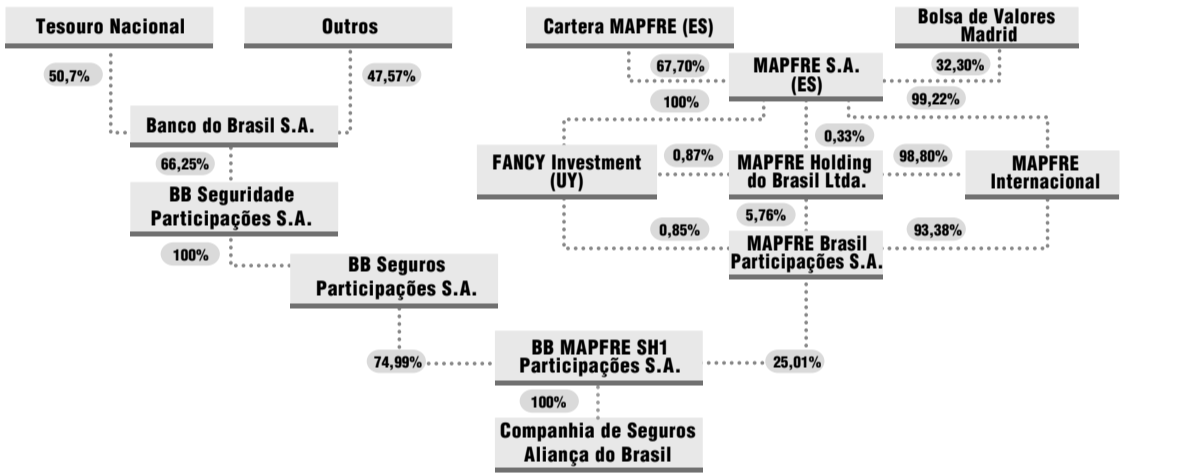 Tesouro Nacional
Outros
Cartera MAPFRE (ES)
Bolsa de Valores
Madrid
50,7%
47,57%
67,70%
MAPFRE S.A.
(ES)
32,30%
100%
99,22%
Banco do Brasil S.A.
0,33%
66,25%
FANCY Investment
(UY)
0,87%
MAPFRE Holding
do Brasil Ltda.
98,80%
MAPFRE
Internacional
BB Seguridade
Participações S.A.
5,76%
0,85%
93,38%
100%
MAPFRE Brasil
Participações S.A.
BB Seguros
Participações S.A.
74,99%
BB MAPFRE SH1
Participações S.A.
25,01%
100%
Companhia de Seguros
Aliança do Brasil